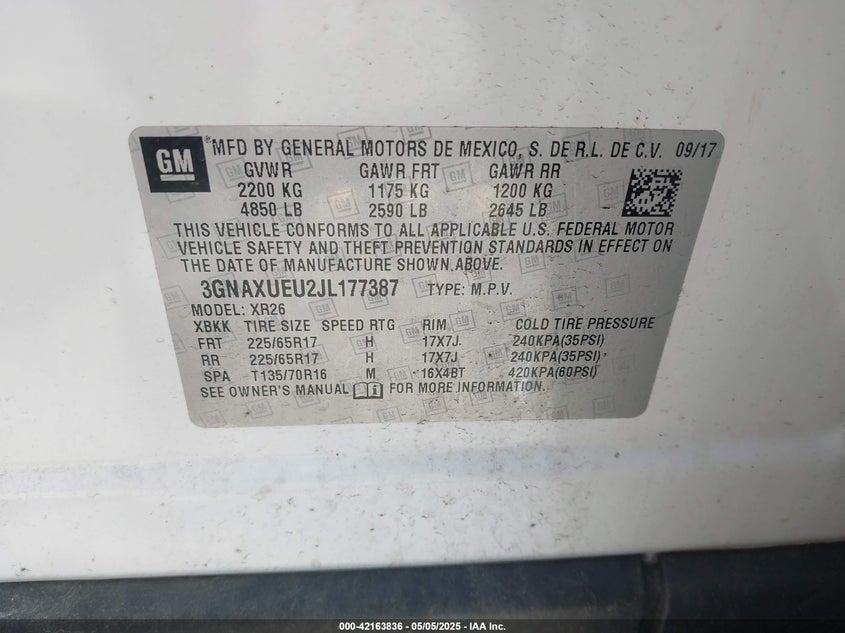 GM ® MFD BY GENERAL MOTORS DE MEXICO, S. DE R.L. DE C.V. 09/17
GVWR GAWR FRT GAWR RR
2200 KG 1175 KG 1200 KG
4850 LB 2590 LB 2645 LB
THIS VEHICLE CONFORMS TO ALL APPLICABLE U.S. FEDERAL MOTOR
VEHICLE SAFETY AND THEFT PREVENTION STANDARDS IN EFFECT ON
THE DATE OF MANUFACTURE SHOWN ABOVE.
3GNAXUEU2JL177387 TYPE: M.P.V.
MODEL: XR26
XBKK TIRE SIZE SPEED RTG RIM COLD TIRE PRESSURE
FRT 225/65R17 H 17X7J 240KPA(35PSI)
RR 225/65R17 H 17X7J 240KPA(35PSI)
SPA T135/70R16 M 16X4BT 420KPA(60PSI)
SEE OWNER'S MANUAL FOR MORE INFORMATION.
000-42163836 - 05/05/2025 - IAA Inc.